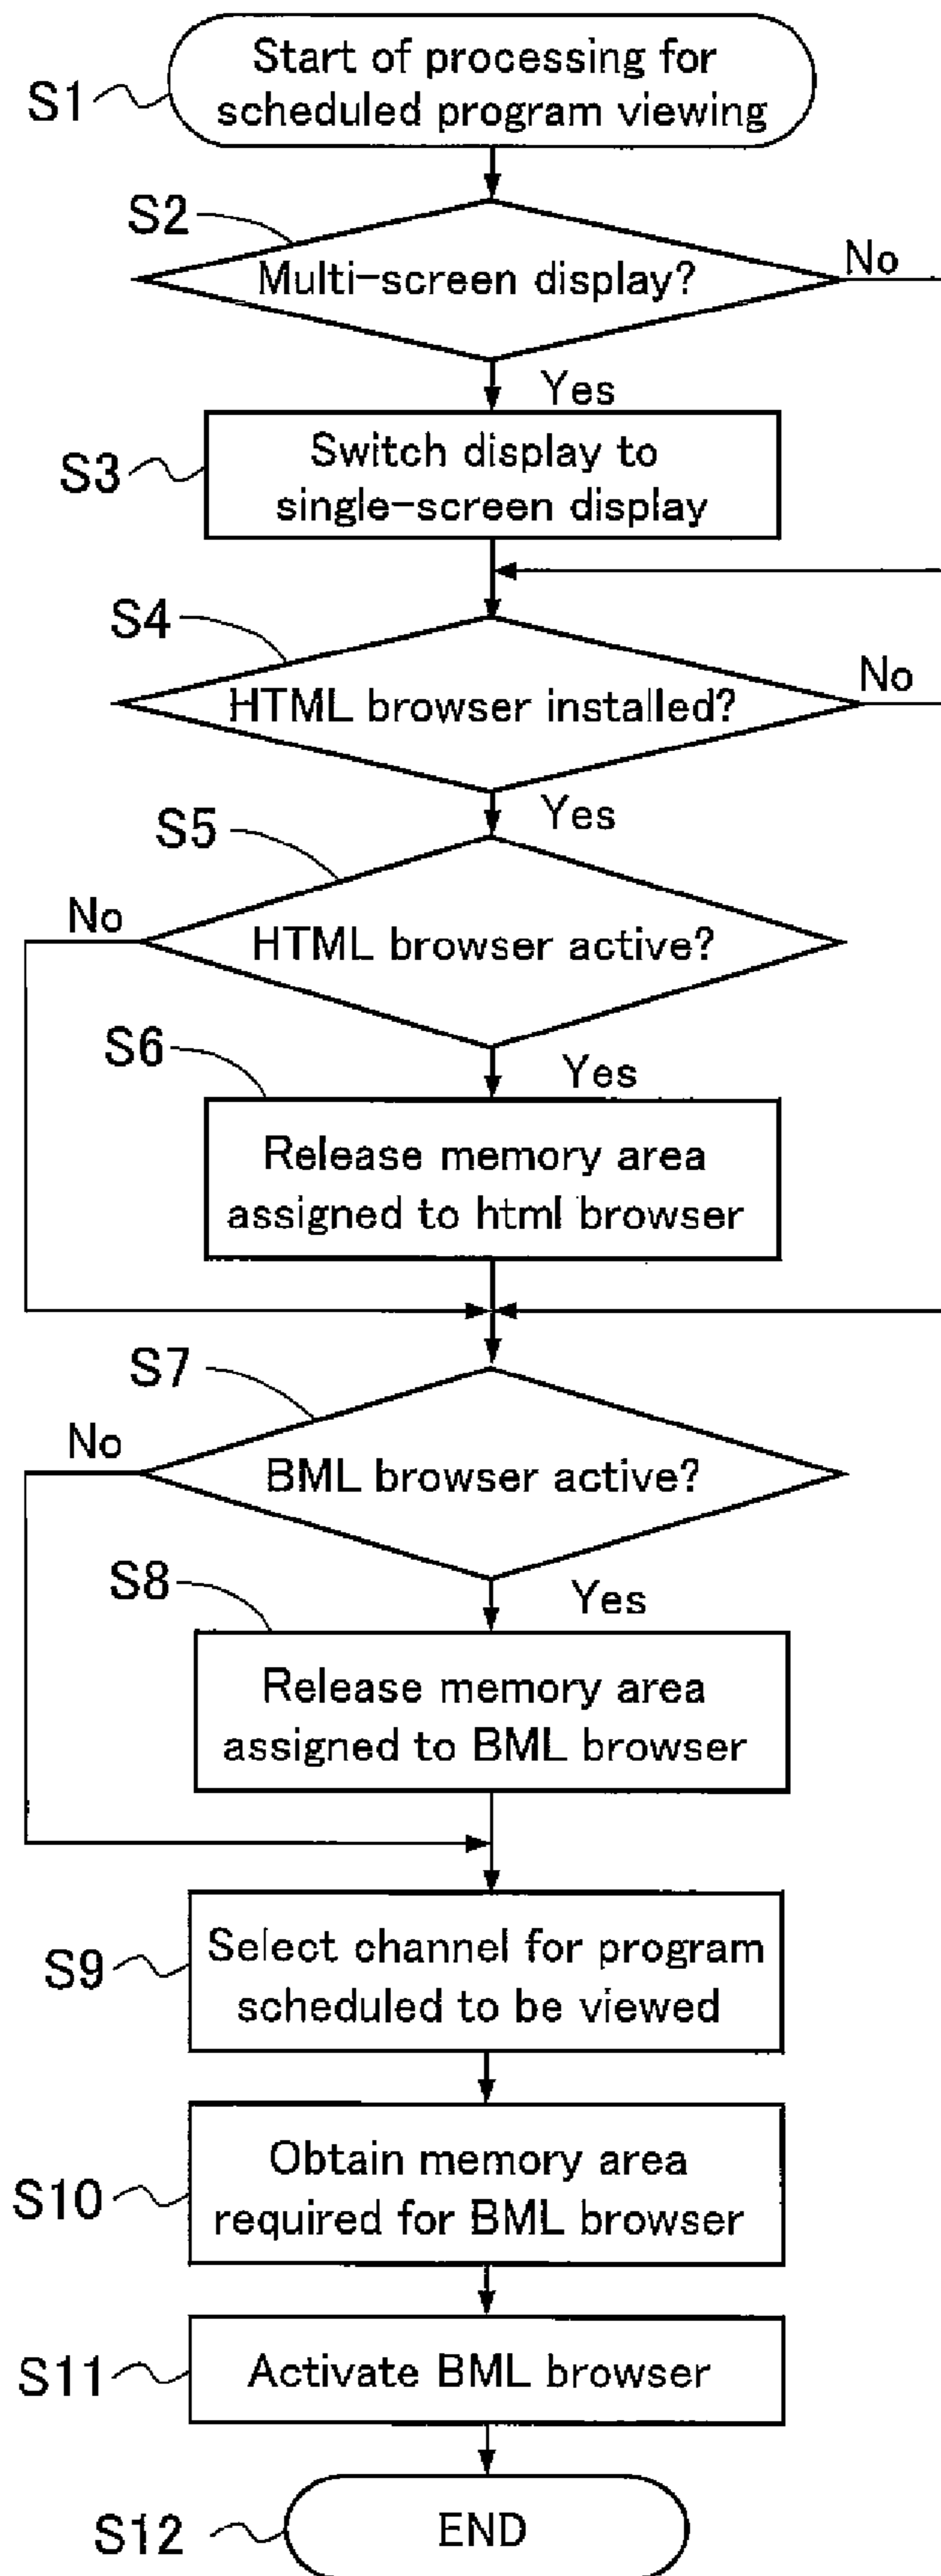 S1
Start of processing for
scheduled program viewing
S2
Multi-screen display?
No
Yes
S3
Switch display to
single-screen display
S4
HTML browser installed?
No
Yes
S5
No
HTML browser active?
S6
Yes
Release memory area
assigned to html browser
S7
No
BML browser active?
S8
Yes
Release memory area
assigned to BML browser
S9
Select channel for program
scheduled to be viewed
S10
Obtain memory area
required for BML browser
S11
Activate BML browser
S12
END